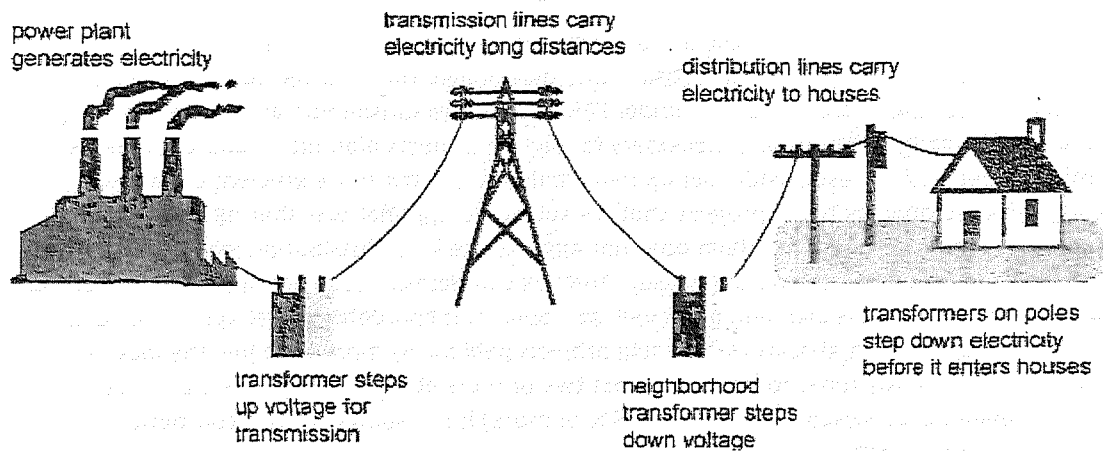 power plant
generates electricity
transmission lines carry
electricity long distances
distribution lines carry
electricity to houses
transformer steps
up voltage for
transmission
neighborhood
transformer steps
down voltage
transformers on poles
step down electricity
before it enters houses